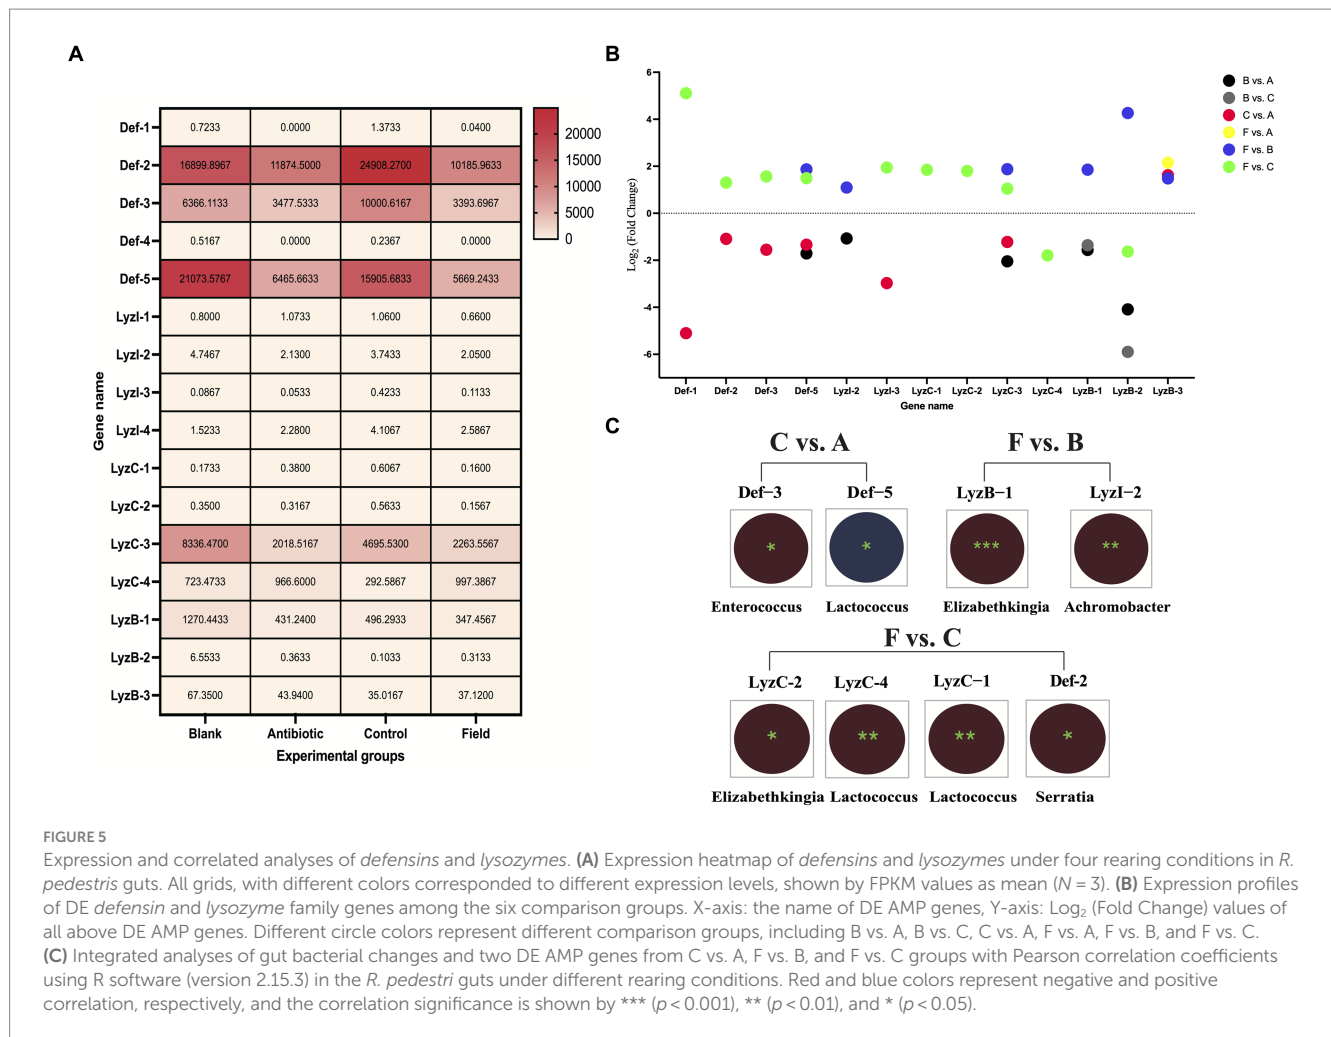 A
Def-1 0.7233 0.0000 1.3733 0.0400
Def-2 16899.8967 11874.5000 24908.2700 10185.9633
Def-3 6366.1133 3477.5333 10000.6167 3393.6967
Def-4 0.5167 0.0000 0.2367 0.0000
Def-5 21073.5767 6465.6633 15905.6833 5669.2433
LyzI-1 0.8000 1.0733 1.0600 0.6600
LyzI-2 4.7467 2.1300 3.7433 2.0500
LyzI-3 0.0867 0.0533 0.4233 0.1133
LyzI-4 1.5233 2.2800 4.1067 2.5867
LyzC-1 0.1733 0.3800 0.6067 0.1600
LyzC-2 0.3500 0.3167 0.5633 0.1567
LyzC-3 8336.4700 2018.5167 4695.5300 2263.5567
LyzC-4 723.4733 966.6000 292.5867 997.3867
LyzB-1 1270.4433 431.2400 496.2933 347.4567
LyzB-2 6.5533 0.3633 0.1033 0.3133
LyzB-3 67.3500 43.9400 35.0167 37.1200
Gene name
Blank Antibiotic Control Field
Experimental groups
20000
15000
10000
5000
0
B
Log₂ (Fold Change)
6
4
2
0
-2
-4
-6
Def-1 Def-2 Def-3 Def-5 LyzI-2 LyzI-3 LyzC-1 LyzC-2 LyzC-3 LyzC-4 LyzB-1 LyzB-2 LyzB-3
Gene name
B vs. A
B vs. C
C vs. A
F vs. A
F vs. B
F vs. C
C
C vs. A F vs. B
Def−3 Def−5 LyzB−1 LyzI−2
* * *** **
Enterococcus Lactococcus Elizabethkingia Achromobacter
F vs. C
LyzC-2 LyzC-4 LyzC−1 Def-2
* ** ** *
Elizabethkingia Lactococcus Lactococcus Serratia
FIGURE 5
Expression and correlated analyses of defensins and lysozymes. (A) Expression heatmap of defensins and lysozymes under four rearing conditions in R.
pedestris guts. All grids, with different colors corresponded to different expression levels, shown by FPKM values as mean (N = 3). (B) Expression profiles
of DE defensin and lysozyme family genes among the six comparison groups. X-axis: the name of DE AMP genes, Y-axis: Log₂ (Fold Change) values of
all above DE AMP genes. Different circle colors represent different comparison groups, including B vs. A, B vs. C, C vs. A, F vs. A, F vs. B, and F vs. C.
(C) Integrated analyses of gut bacterial changes and two DE AMP genes from C vs. A, F vs. B, and F vs. C groups with Pearson correlation coefficients
using R software (version 2.15.3) in the R. pedestri guts under different rearing conditions. Red and blue colors represent negative and positive
correlation, respectively, and the correlation significance is shown by *** (p < 0.001), ** (p < 0.01), and * (p < 0.05).